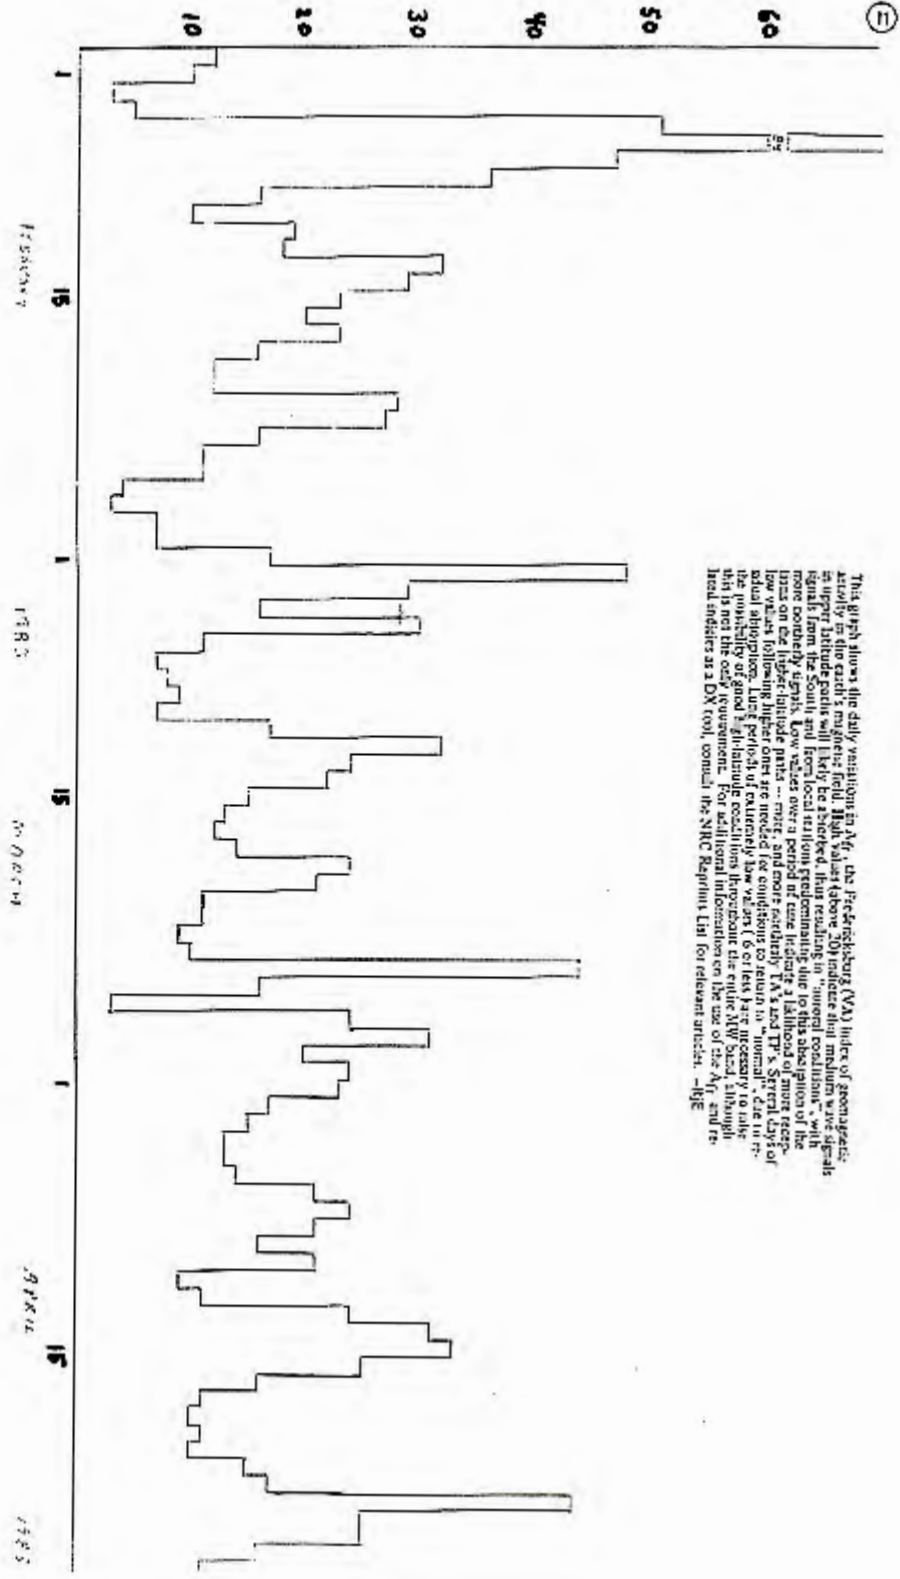 11
This graph shows the daily variations in Afr, the Fredericksburg (VA) index of geomagnetic
activity in the earth's magnetic field. High values (above 20) indicate that medium wave signals
in upper latitude paths will likely be absorbed, thus resulting in "auroral conditions", with
signals from the South and from local stations predominating due to this absorption of the
more northerly signals. Low values over a period of time indicate a liklihood of more recep-
tions on the higher-latitude paths -- more, and more northerly TA's and TP's. Several days of
low values following higher ones are needed for conditions to return to "normal", due to re-
sidual absorption. Long periods of extremely low values ( 6 or less ) are necessary to raise
the possibility of good high-latitude conditions throughout the entire MW band, although
this is not the only requirement. For additional information on the use of the Afr and re-
lated indices as a DX tool, consult the NRC Reprints List for relevant articles. -RJE
60
50
40
30
20
10
1 15 1 15 1 15
February 1983 MARCH APRIL 1983